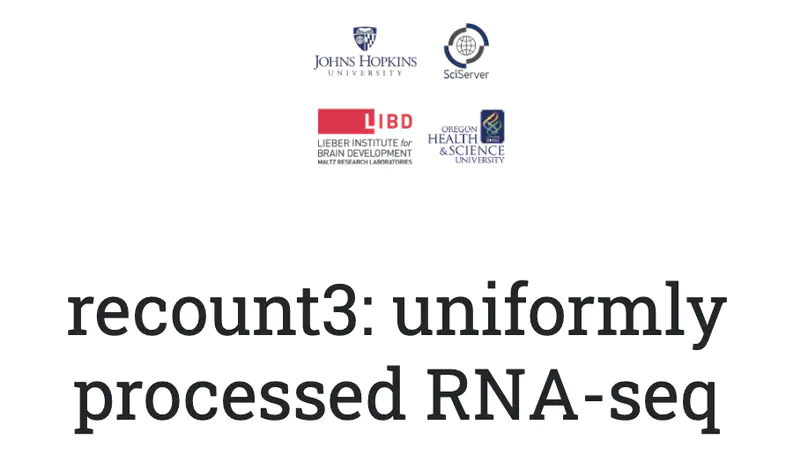 JOHNS HOPKINS
UNIVERSITY
SciServer
LIBD
LIEBER INSTITUTE for
BRAIN DEVELOPMENT
MALTZ RESEARCH LABORATORIES
OREGON
HEALTH
&SCIENCE
UNIVERSITY
recount3: uniformly
processed RNA-seq